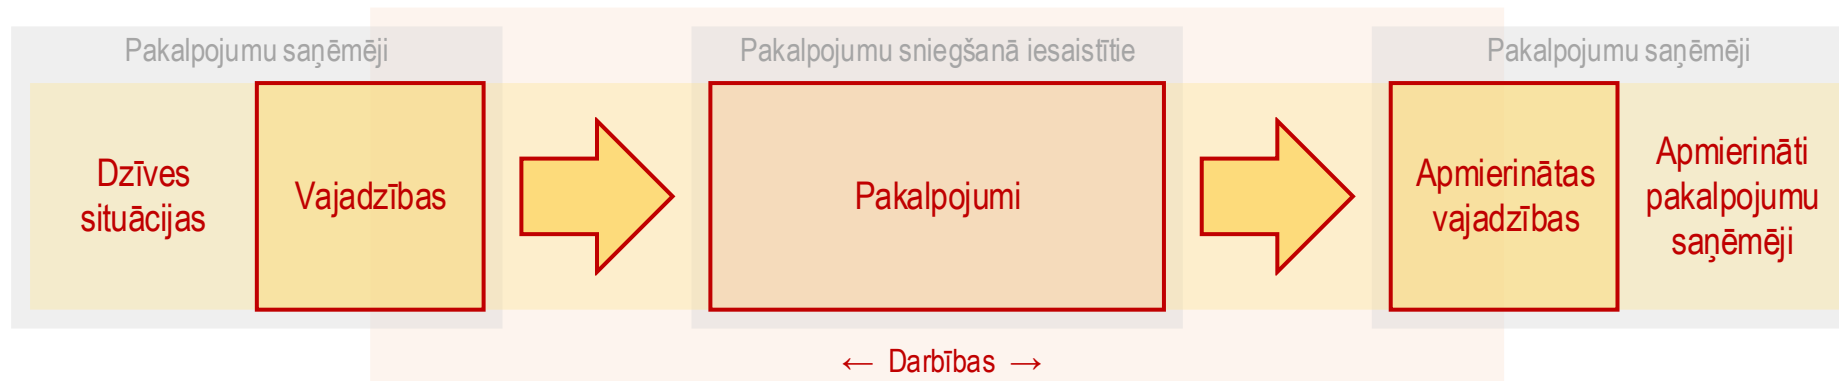 Pakalpojumu saņēmēji
Pakalpojumu sniegšanā iesaistītie
Pakalpojumu saņēmēji
Dzīves
situācijas
Vajadzības
Pakalpojumi
Apmierinātas
vajadzības
Apmierināti
pakalpojumu
saņēmēji
← Darbības →